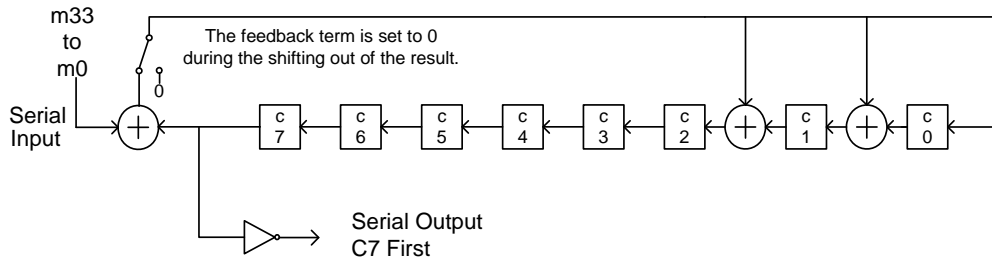 m33
to
m0
The feedback term is set to 0
during the shifting out of the result.
0
Serial
Input
+
c
7
c
6
c
5
c
4
c
3
c
2
+
c
1
+
c
0
Serial Output
C7 First